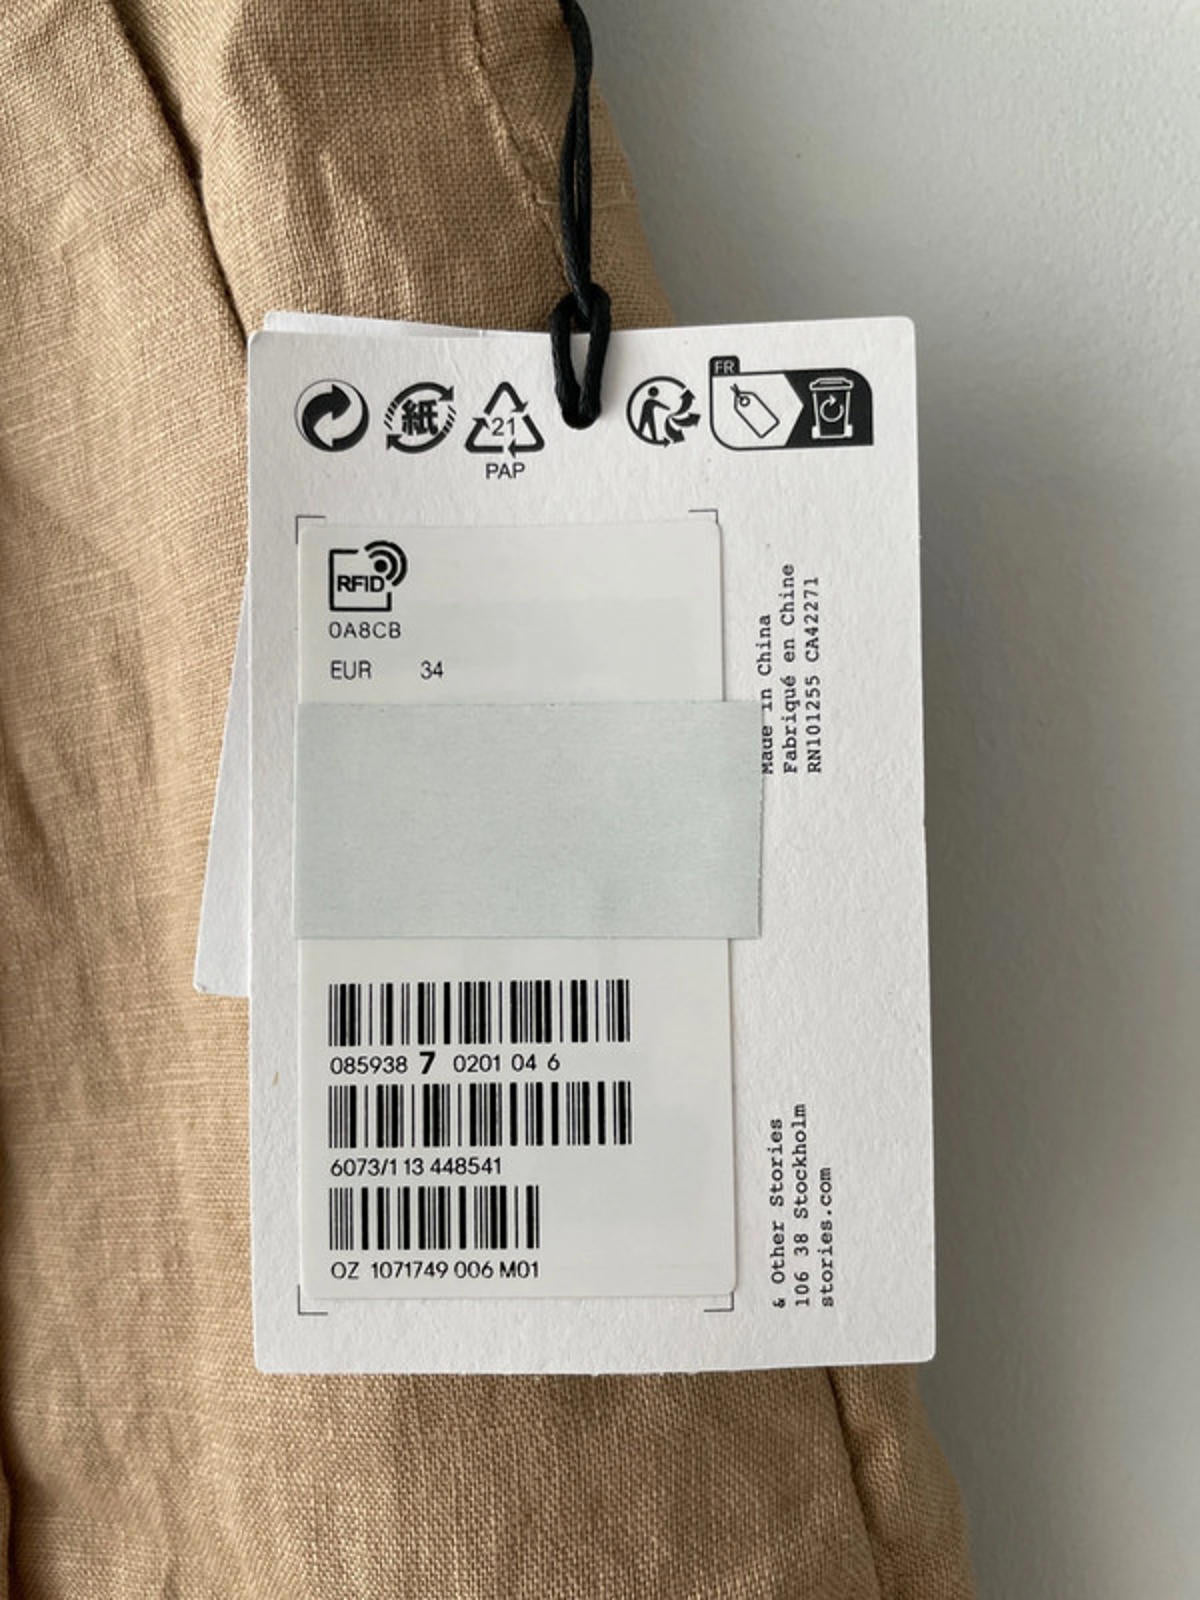 紙
21
PAP
FR
RFID
0A8CB
EUR 34
Made in China
Fabriqué en Chine
RN101255 CA42271
085938 7 0201 04 6
6073/1 13 448541
OZ 1071749 006 M01
& Other Stories
106 38 Stockholm
stories.com